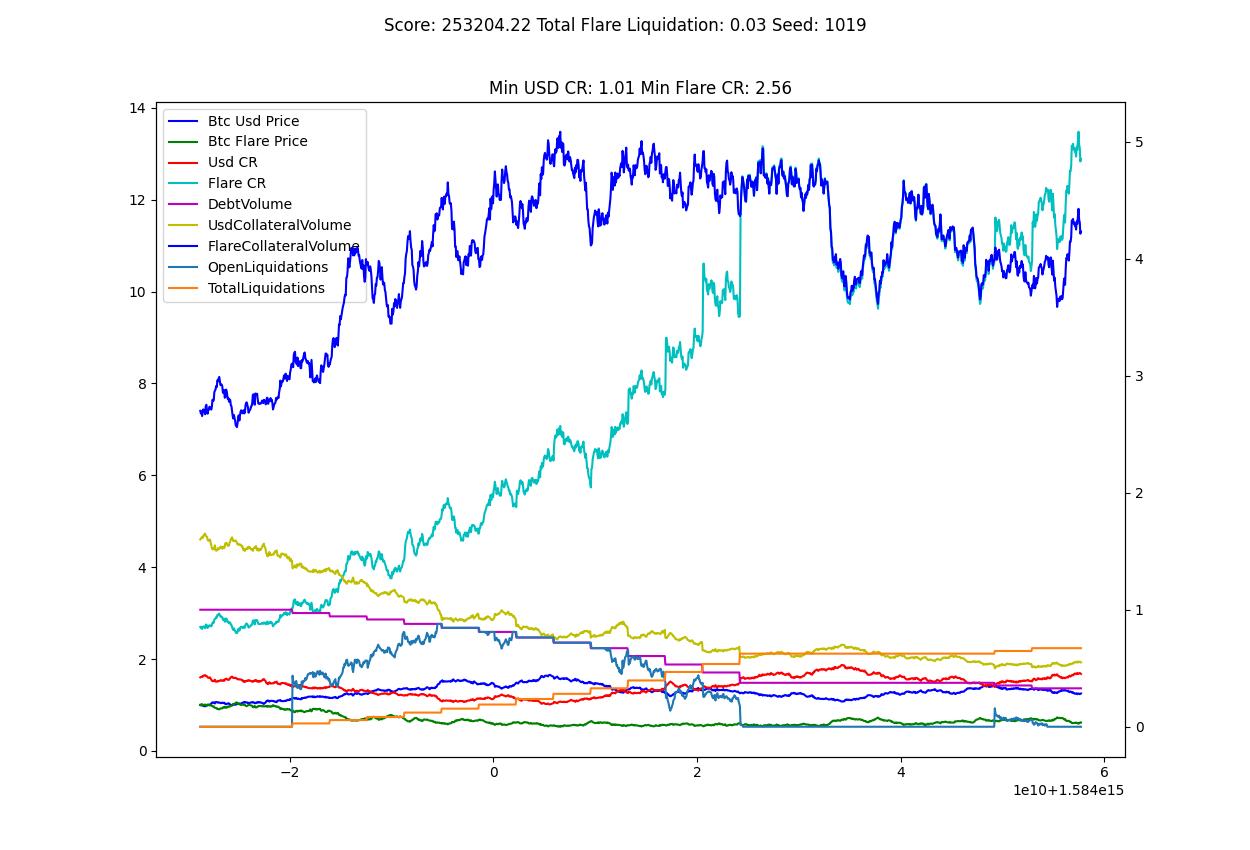 Score: 253204.22 Total Flare Liquidation: 0.03 Seed: 1019
Min USD CR: 1.01 Min Flare CR: 2.56
Btc Usd Price
Btc Flare Price
Usd CR
Flare CR
DebtVolume
UsdCollateralVolume
FlareCollateralVolume
OpenLiquidations
TotalLiquidations
14
12
10
8
6
4
2
0
5
4
3
2
1
0
−2
0
2
4
6
1e10+1.584e15